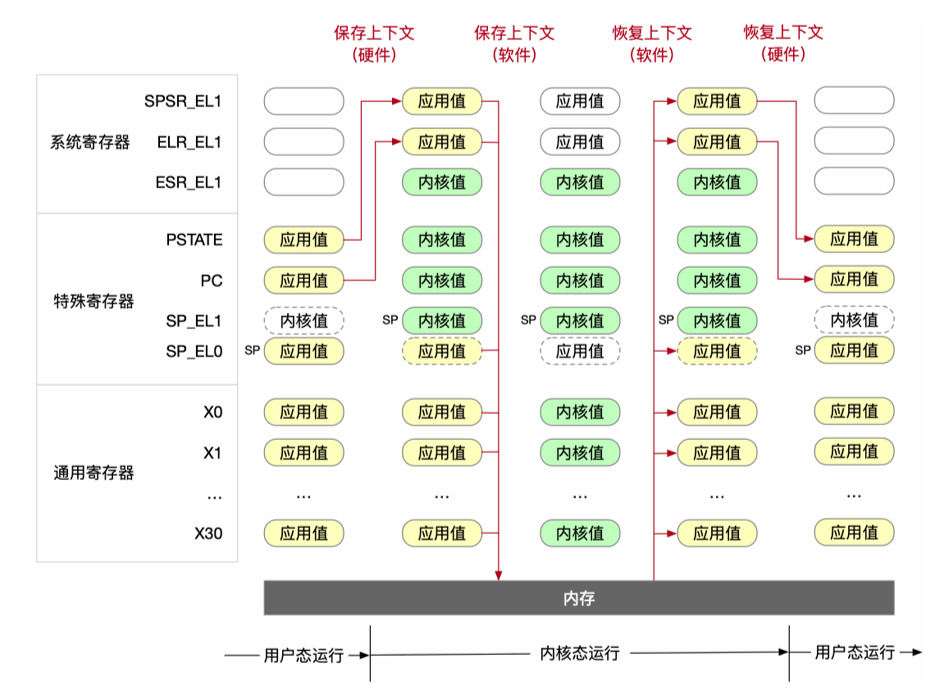 保存上下文 保存上下文 恢复上下文 恢复上下文
(硬件) (软件) (软件) (硬件)
SPSR_EL1 应用值 应用值 应用值
系统寄存器 ELR_EL1 应用值 应用值 应用值
ESR_EL1 内核值 内核值 内核值
PSTATE 应用值 内核值 内核值 内核值 应用值
特殊寄存器 PC 应用值 内核值 内核值 内核值 应用值
SP_EL1 内核值 SP 内核值 SP 内核值 SP 内核值 内核值
SP_EL0 SP 应用值 应用值 应用值 应用值 SP 应用值
X0 应用值 应用值 内核值 应用值 应用值
通用寄存器 X1 应用值 应用值 内核值 应用值 应用值
... ... ... ... ... ...
X30 应用值 应用值 内核值 应用值 应用值
内存
用户态运行 内核态运行 用户态运行